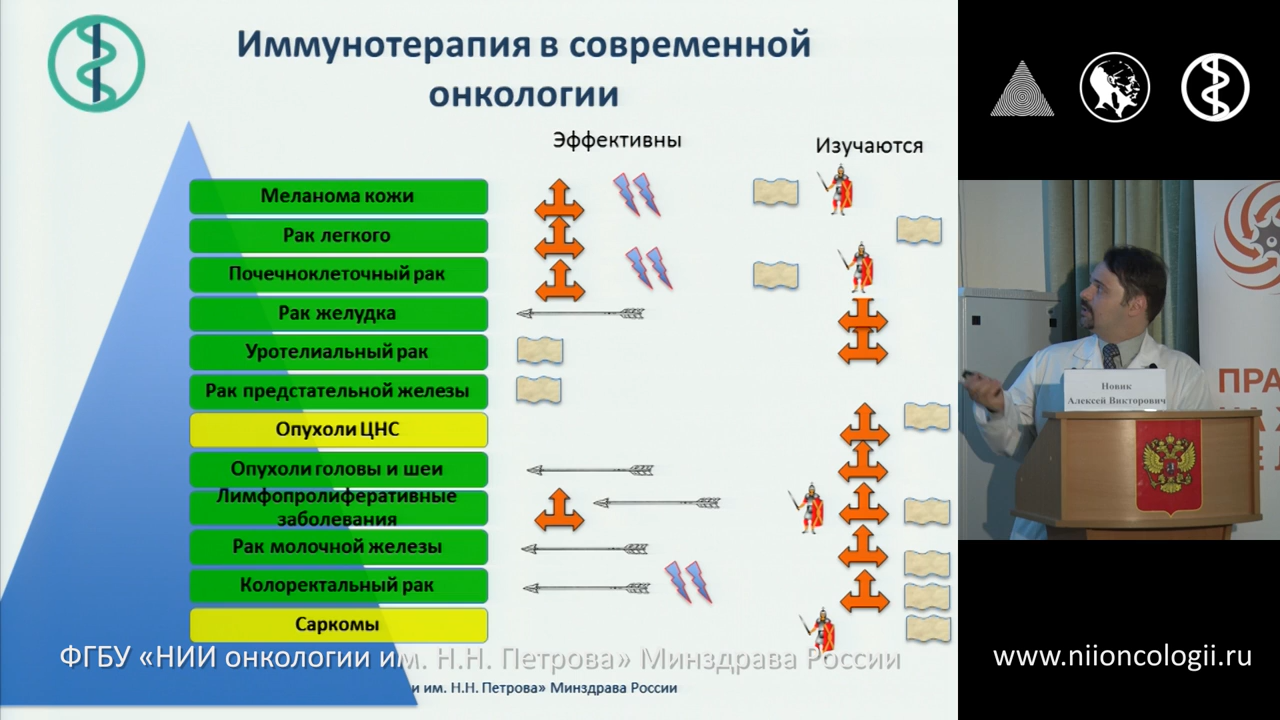 Иммунотерапия в современной
онкологии
Эффективны
Изучаются
Меланома кожи
Рак легкого
Почечноклеточный рак
Рак желудка
Уротелиальный рак
Рак предстательной железы
Опухоли ЦНС
Опухоли головы и шеи
Лимфопролиферативные
заболевания
Рак молочной железы
Колоректальный рак
Саркомы
ФГБУ «НИИ онкологии им. Н.Н. Петрова» Минздрава России
и им. Н.Н. Петрова» Минздрава России
Новик
Алексей Викторович
ПРА
www.niioncologii.ru